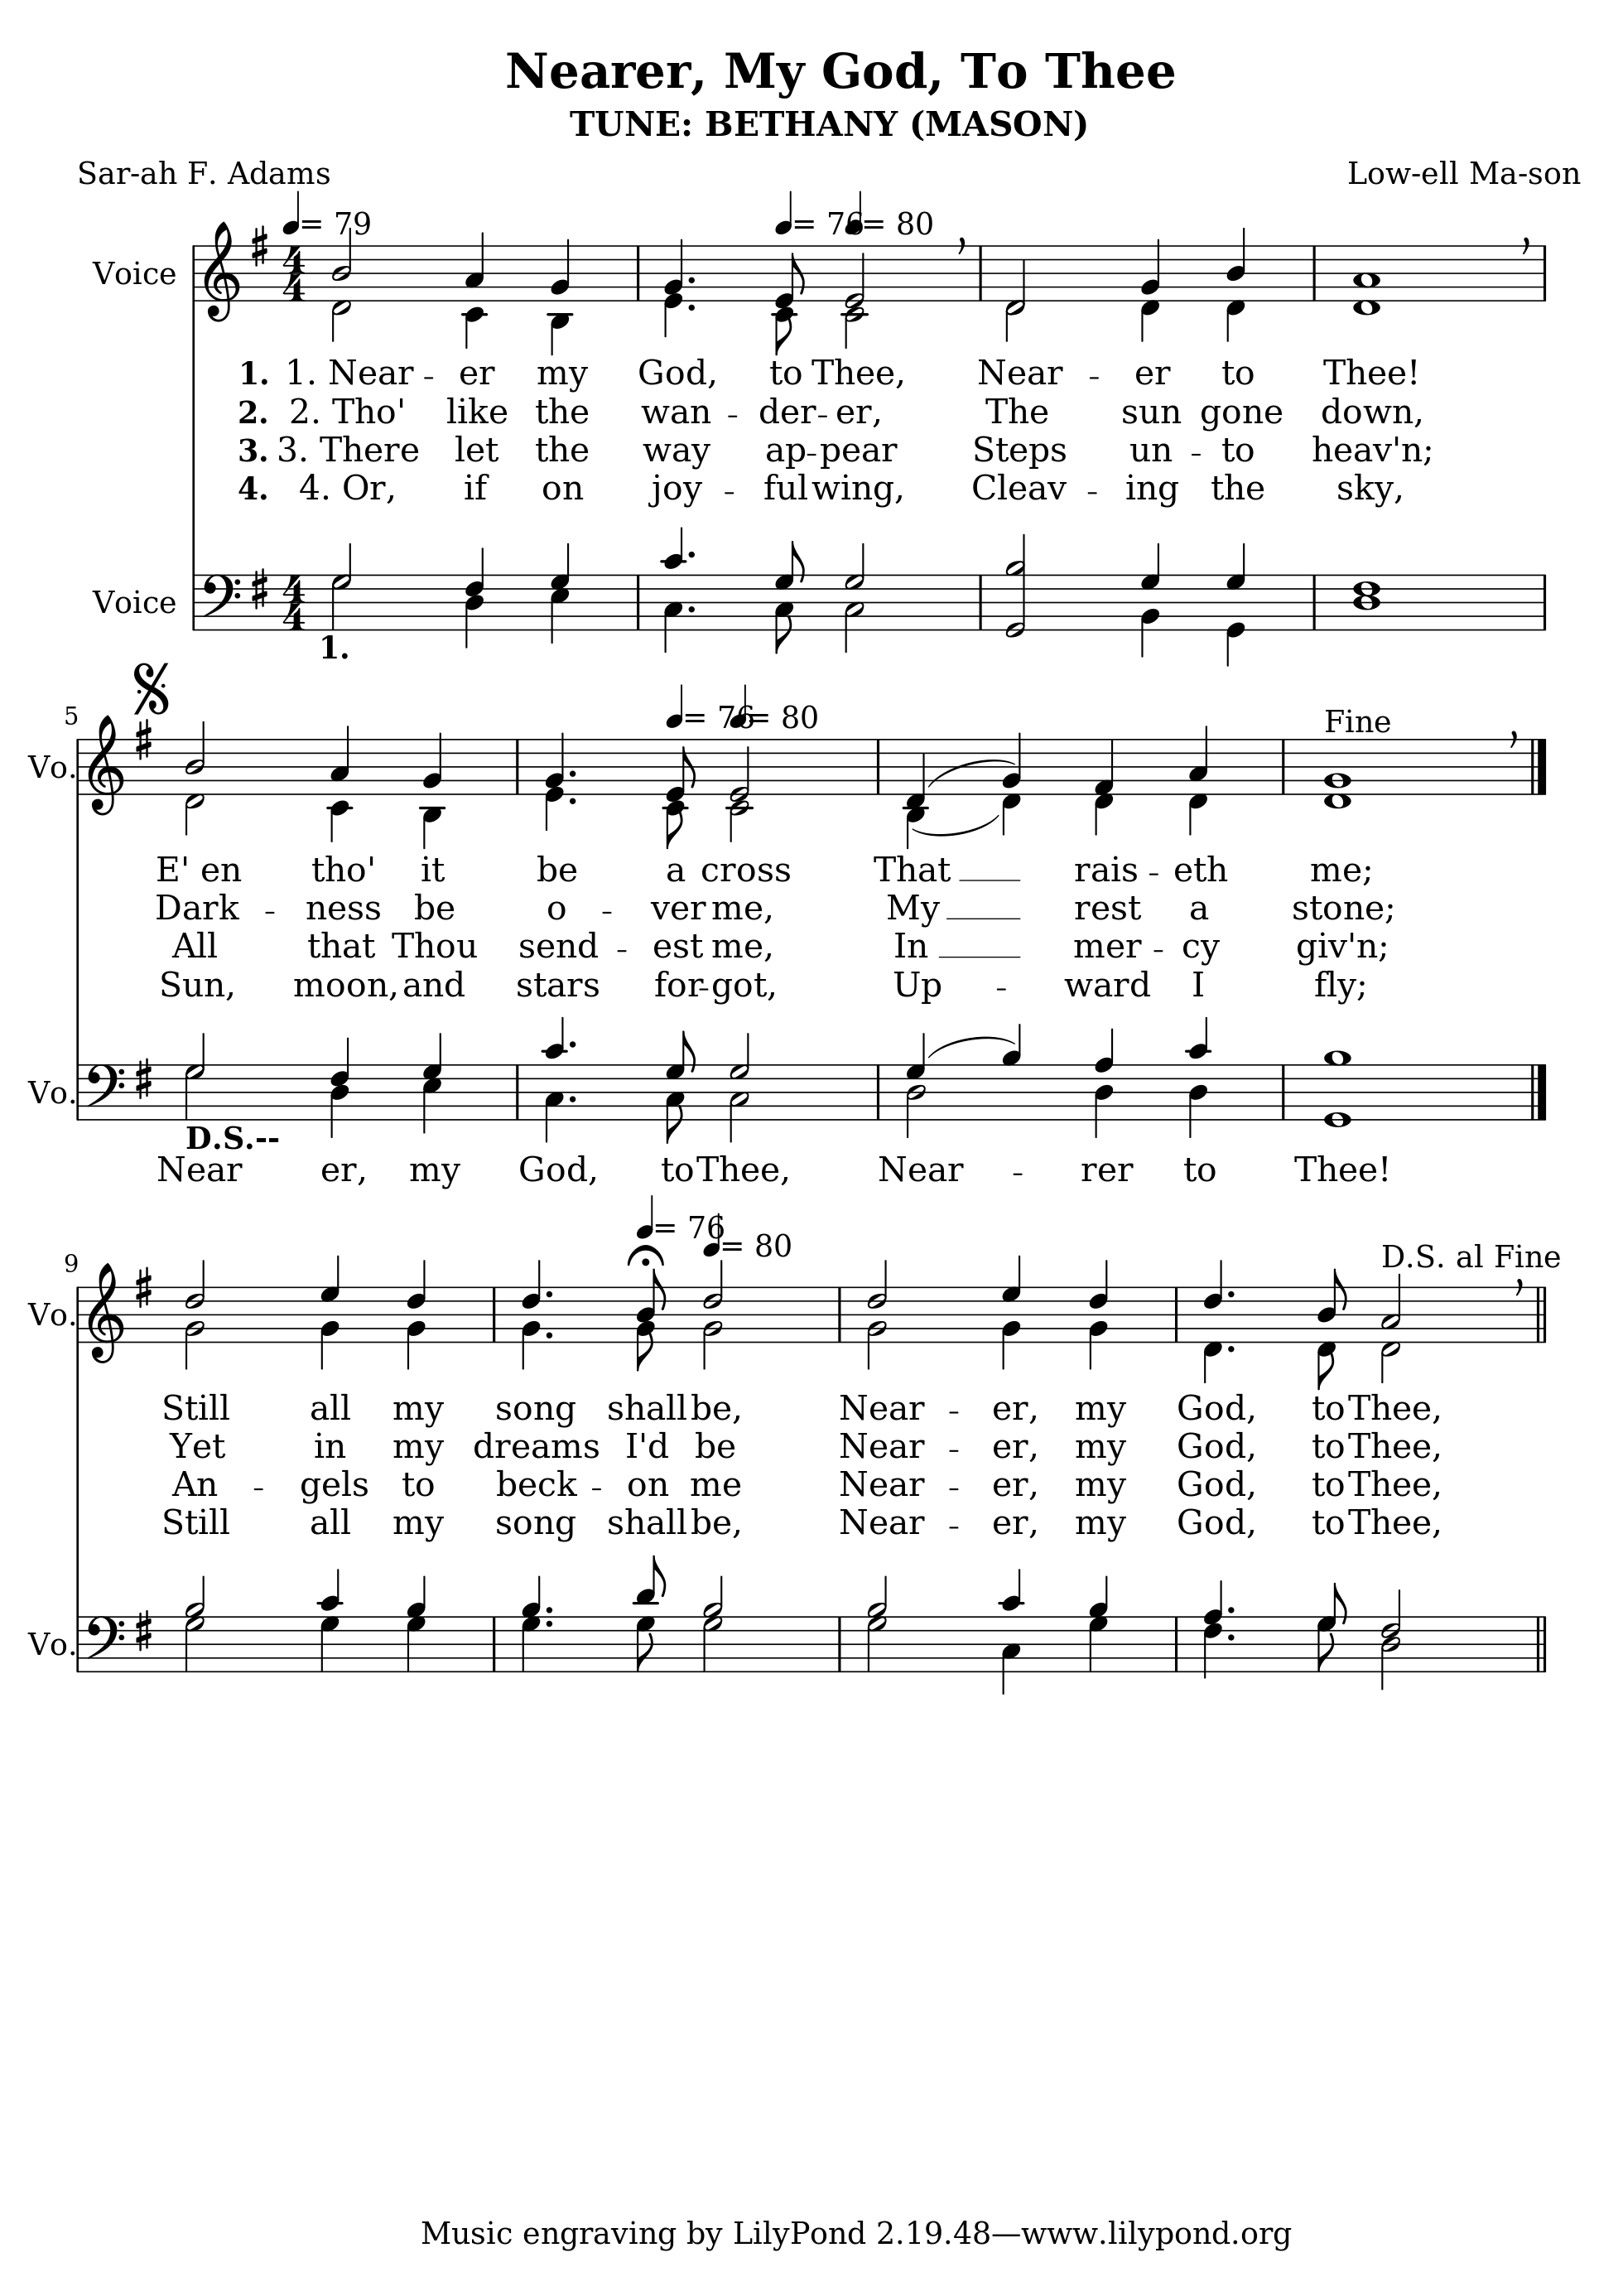 Nearer, My God, To Thee
TUNE: BETHANY (MASON)
Sar-ah F. Adams
Low-ell Ma-son
= 79 = 76 = 80
Voice
1. 1. Near - er my God, to Thee, Near - er to Thee!
2. 2. Tho' like the wan - der - er, The sun gone down,
3. 3. There let the way ap - pear Steps un - to heav'n;
4. 4. Or, if on joy - ful wing, Cleav - ing the sky,
Voice
1.
= 76 = 80 Fine
5
Vo.
E' en tho' it be a cross That __ rais - eth me;
Dark - ness be o - ver me, My __ rest a stone;
All that Thou send - est me, In __ mer - cy giv'n;
Sun, moon, and stars for - got, Up - ward I fly;
Vo.
D.S.--
Near er, my God, to Thee, Near - rer to Thee!
= 76 = 80 D.S. al Fine
9
Vo.
Still all my song shall be, Near - er, my God, to Thee,
Yet in my dreams I'd be Near - er, my God, to Thee,
An - gels to beck - on me Near - er, my God, to Thee,
Still all my song shall be, Near - er, my God, to Thee,
Vo.
Music engraving by LilyPond 2.19.48—www.lilypond.org